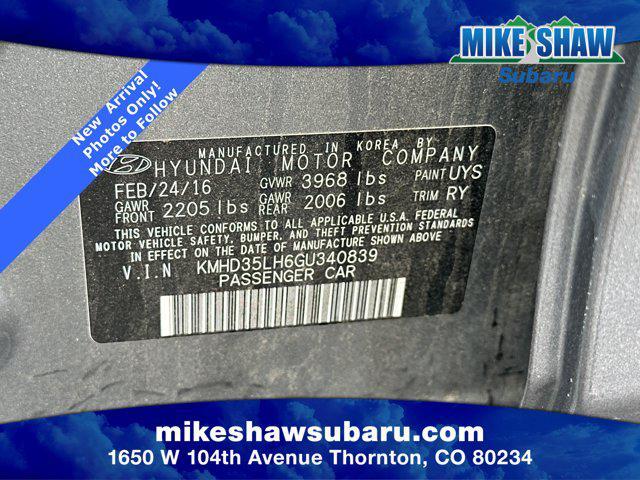 MIKE SHAW
Subaru
New Arrival
Photos Only!
More to Follow
MANUFACTURED IN KOREA BY
HYUNDAI MOTOR COMPANY
FEB/24/16 GVWR 3968 lbs PAINT UYS
GAWR FRONT 2205 lbs GAWR REAR 2006 lbs TRIM RY
THIS VEHICLE CONFORMS TO ALL APPLICABLE U.S.A. FEDERAL
MOTOR VEHICLE SAFETY, BUMPER, AND THEFT PREVENTION STANDARDS
IN EFFECT ON THE DATE OF MANUFACTURE SHOWN ABOVE
V.I.N KMHD35LH6GU340839
PASSENGER CAR
mikeshawsubaru.com
1650 W 104th Avenue Thornton, CO 80234